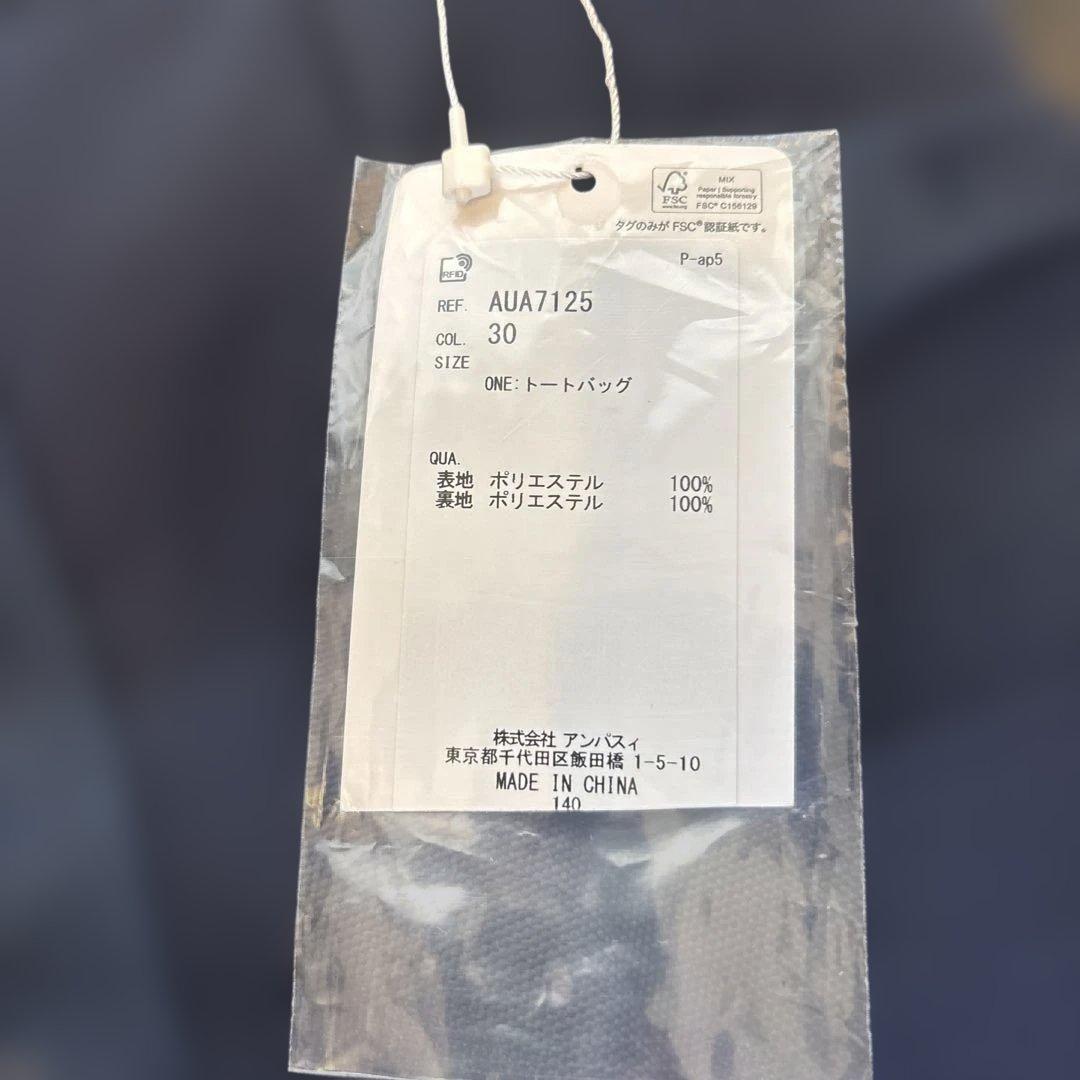 FSC
www.fsc.org
MIX
Paper | Supporting
responsible forestry
FSC® C156129
タグのみが FSC®認証紙です。
RFID
P-ap5
REF. AUA7125
COL. 30
SIZE
ONE:トートバッグ
QUA.
表地 ポリエステル 100%
裏地 ポリエステル 100%
株式会社 アンパスィ
東京都千代田区飯田橋 1-5-10
MADE IN CHINA
140